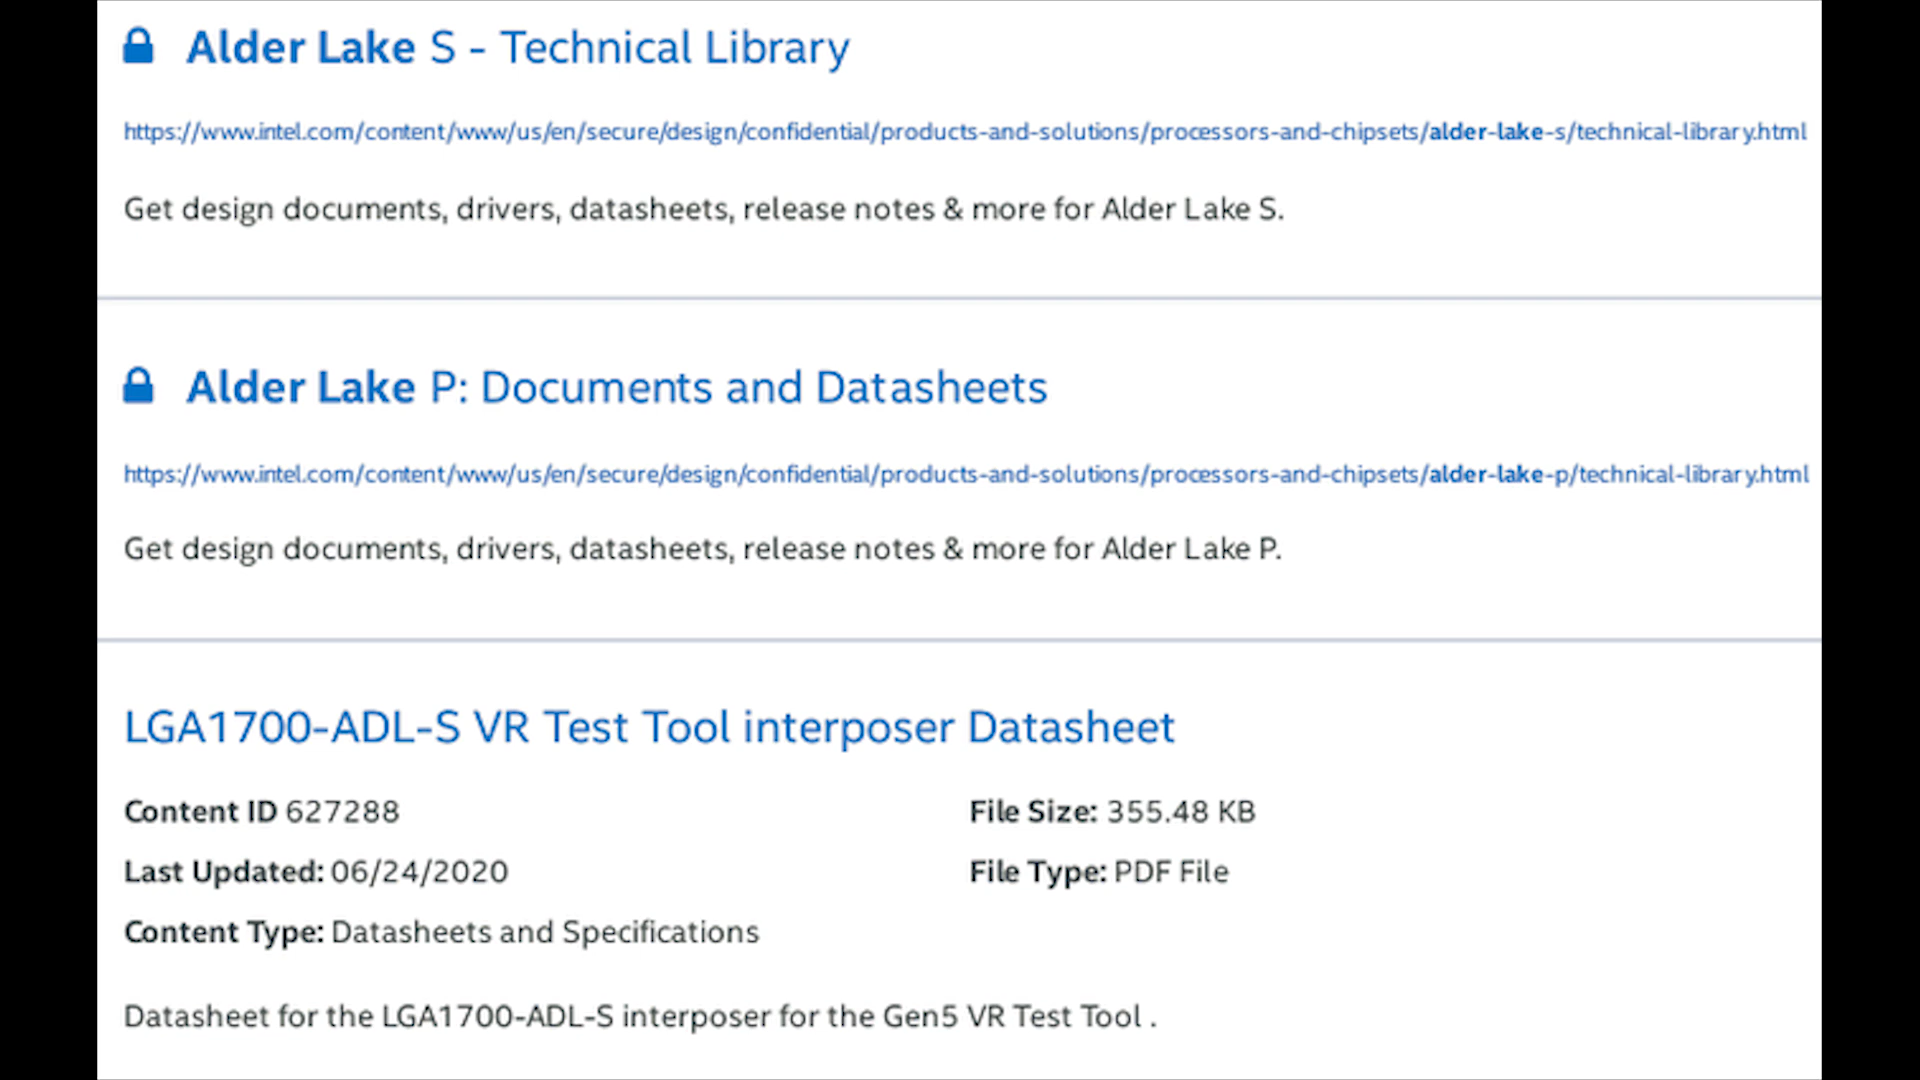 Alder Lake S - Technical Library
https://www.intel.com/content/www/us/en/secure/design/confidential/products-and-solutions/processors-and-chipsets/alder-lake-s/technical-library.html
Get design documents, drivers, datasheets, release notes & more for Alder Lake S.
Alder Lake P: Documents and Datasheets
https://www.intel.com/content/www/us/en/secure/design/confidential/products-and-solutions/processors-and-chipsets/alder-lake-p/technical-library.html
Get design documents, drivers, datasheets, release notes & more for Alder Lake P.
LGA1700-ADL-S VR Test Tool interposer Datasheet
Content ID 627288 File Size: 355.48 KB
Last Updated: 06/24/2020 File Type: PDF File
Content Type: Datasheets and Specifications
Datasheet for the LGA1700-ADL-S interposer for the Gen5 VR Test Tool .